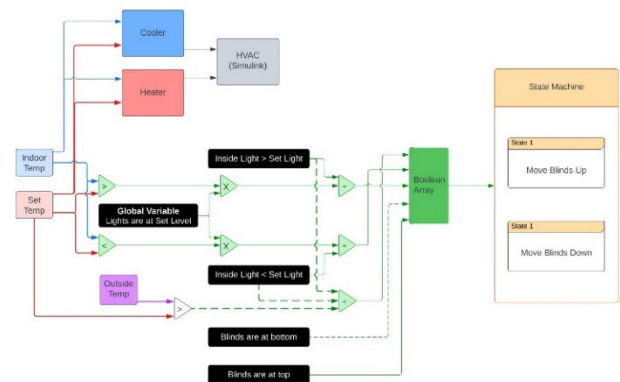 Cooler
HVAC
(Simulink)
Heater
State Machine
Indoor
Temp
Set
Temp
Inside Light > Set Light
>
X
÷
Boolean
Array
State 1
Move Blinds Up
Global Variable
Lights are at Set Level
<
X
÷
State 1
Move Blinds Down
Inside Light < Set Light
Outside
Temp
>
÷
Blinds are at bottom
Blinds are at top